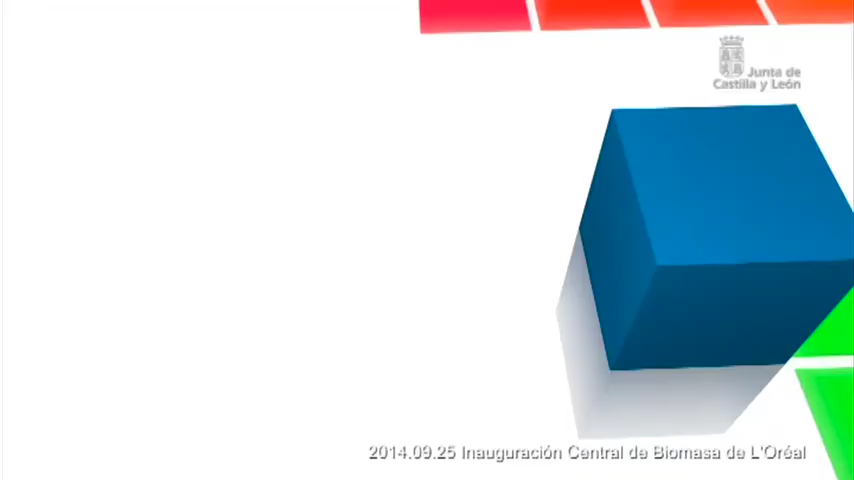 Junta de
Castilla y León
2014.09.25 Inauguración Central de Biomasa de L'Oréal